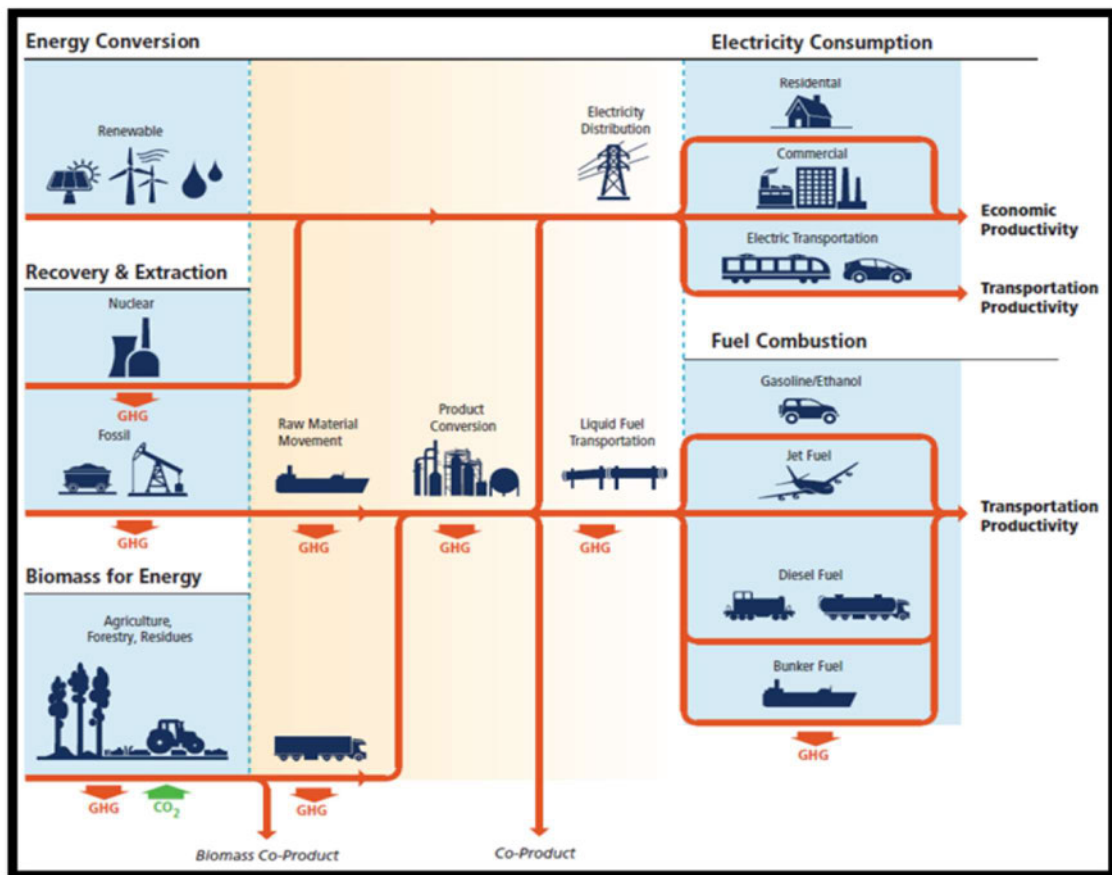 Energy Conversion
Electricity Consumption
Renewable
Electricity
Distribution
Residental
Commercial
Electric Transportation
Economic
Productivity
Transportation
Productivity
Recovery & Extraction
Nuclear
GHG
Fossil
GHG
Raw Material
Movement
GHG
Product
Conversion
GHG
Liquid Fuel
Transportation
GHG
Fuel Combustion
Gasoline/Ethanol
Jet Fuel
Transportation
Productivity
Diesel Fuel
Bunker Fuel
GHG
Biomass for Energy
Agriculture,
Forestry, Residues
GHG
CO₂
GHG
Biomass Co-Product
Co-Product